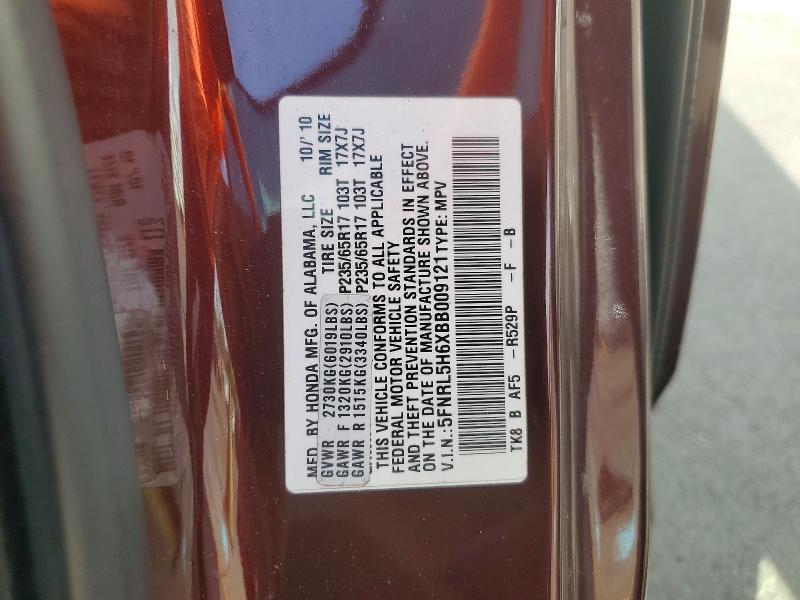 MFD BY HONDA MFG. OF ALABAMA, LLC 10/'10
TIRE SIZE RIM SIZE
GVWR 2730KG(6019LBS)
GAWR F 1320KG(2910LBS) P235/65R17 103T 17X7J
GAWR R 1515KG(3340LBS) P235/65R17 103T 17X7J
THIS VEHICLE CONFORMS TO ALL APPLICABLE
FEDERAL MOTOR VEHICLE SAFETY
AND THEFT PREVENTION STANDARDS IN EFFECT
ON THE DATE OF MANUFACTURE SHOWN ABOVE.
V.I.N.:5FNRL5H6XBB009121 TYPE: MPV
TK8 B AF5 -R529P -F -B